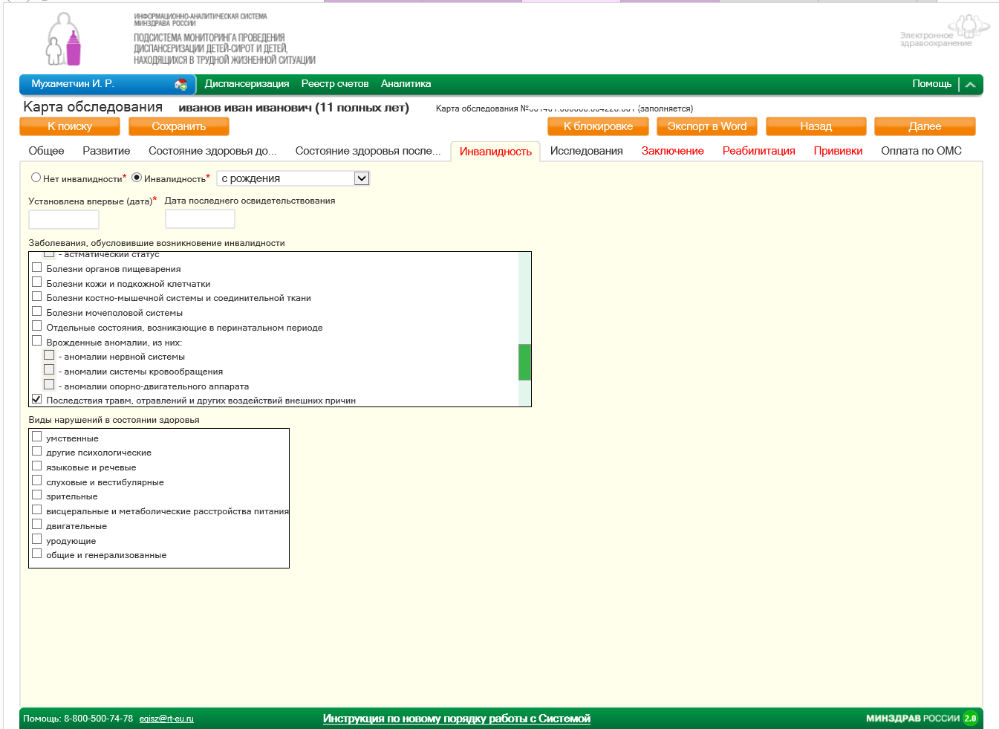 ИНФОРМАЦИОННО-АНАЛИТИЧЕСКАЯ СИСТЕМА
МИНЗДРАВА РОССИИ
ПОДСИСТЕМА МОНИТОРИНГА ПРОВЕДЕНИЯ
ДИСПАНСЕРИЗАЦИИ ДЕТЕЙ-СИРОТ И ДЕТЕЙ,
НАХОДЯЩИХСЯ В ТРУДНОЙ ЖИЗНЕННОЙ СИТУАЦИИ
Электронное
здравоохранение
Мухаметчин И. Р. Диспансеризация Реестр счетов Аналитика Помощь
Карта обследования иванов иван иванович (11 полных лет) Карта обследования № (заполняется)
К поиску Сохранить К блокировке Экспорт в Word Назад Далее
Общее Развитие Состояние здоровья до... Состояние здоровья после... Инвалидность Исследования Заключение Реабилитация Прививки Оплата по ОМС
Нет инвалидности* Инвалидность* с рождения
Установлена впервые (дата)* Дата последнего освидетельствования
Заболевания, обусловившие возникновение инвалидности
- астматический статус
Болезни органов пищеварения
Болезни кожи и подкожной клетчатки
Болезни костно-мышечной системы и соединительной ткани
Болезни мочеполовой системы
Отдельные состояния, возникающие в перинатальном периоде
Врожденные аномалии, из них:
- аномалии нервной системы
- аномалии системы кровообращения
- аномалии опорно-двигательного аппарата
Последствия травм, отравлений и других воздействий внешних причин
Виды нарушений в состоянии здоровья
умственные
другие психологические
языковые и речевые
слуховые и вестибулярные
зрительные
висцеральные и метаболические расстройства питания
двигательные
уродующие
общие и генерализованные
Помощь: 8-800-500-74-78 egisz@rt-eu.ru Инструкция по новому порядку работы с Системой МИНЗДРАВ РОССИИ 2.0